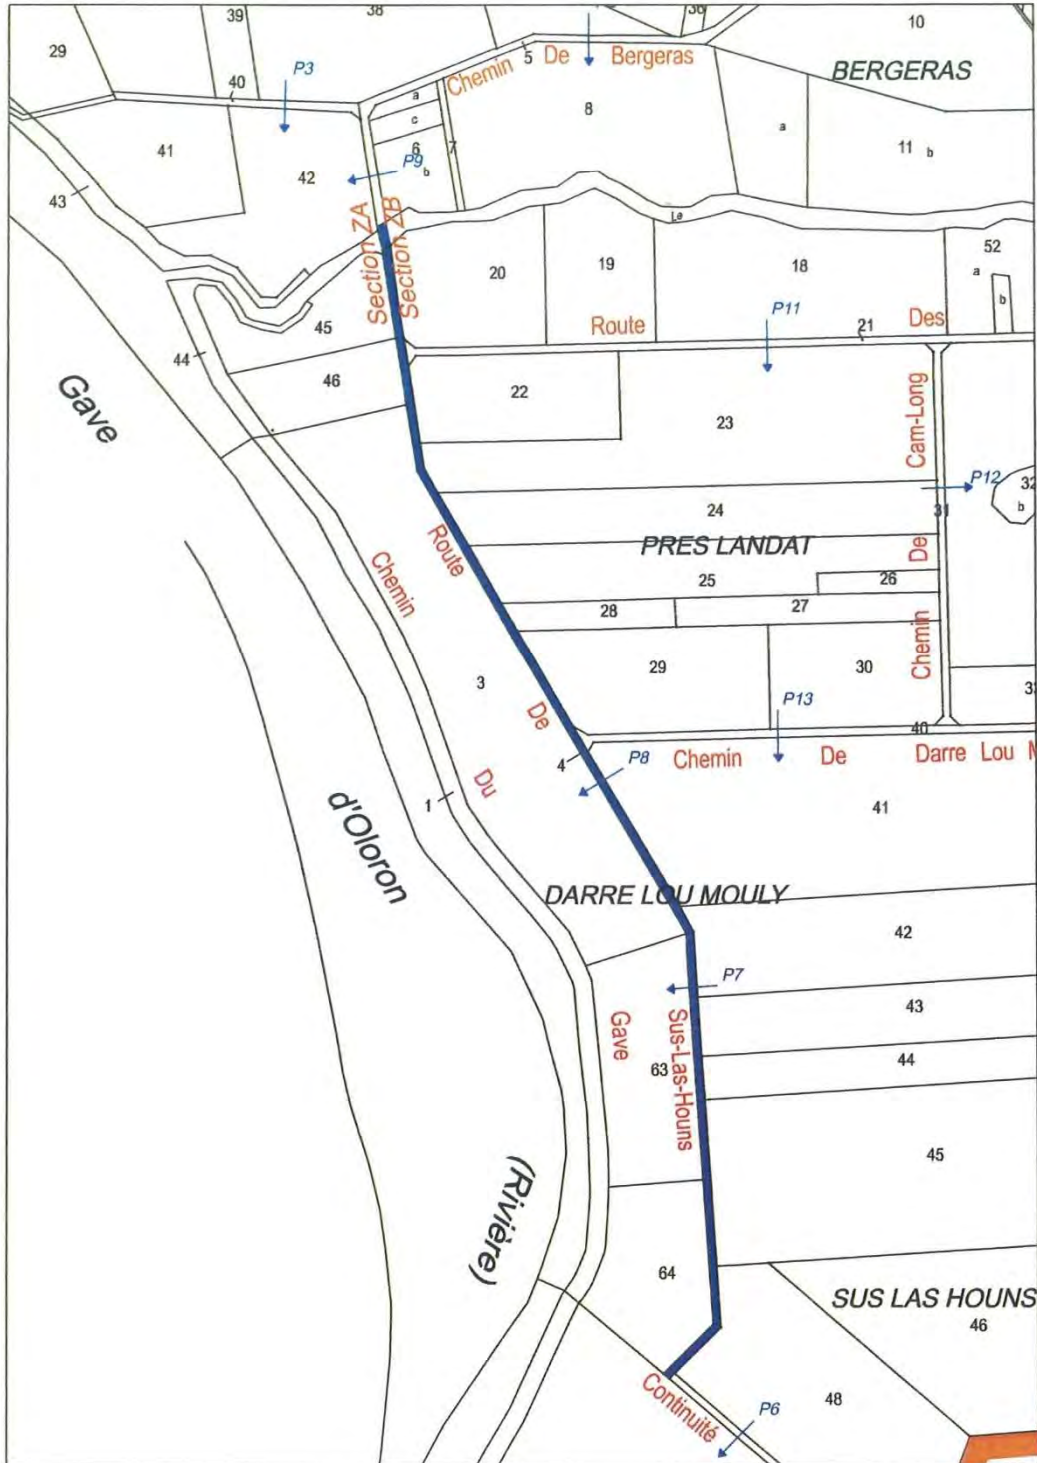 39
38
36
10
29
5
Chemin De Bergeras
BERGERAS
P3
40
a
c
8
a
41
6
7
11 b
42
P9
b
43
Section ZA
Section ZB
Le
20
19
18
52
a
b
45
Route
P11
21
Des
44
46
22
23
Cam-Long
Gave
P12
32
b
24
31
Route
PRES LANDAT
De
Chemin
25
26
28
27
Chemin
29
30
3
De
P13
40
4
P8
Chemin De Darre Lou M
Du
1
41
d'Oloron
DARRE LOU MOULY
42
P7
43
Gave
Sus-Las-Houns
44
63
45
(Rivière)
64
SUS LAS HOUNS
46
Continuité
48
P6